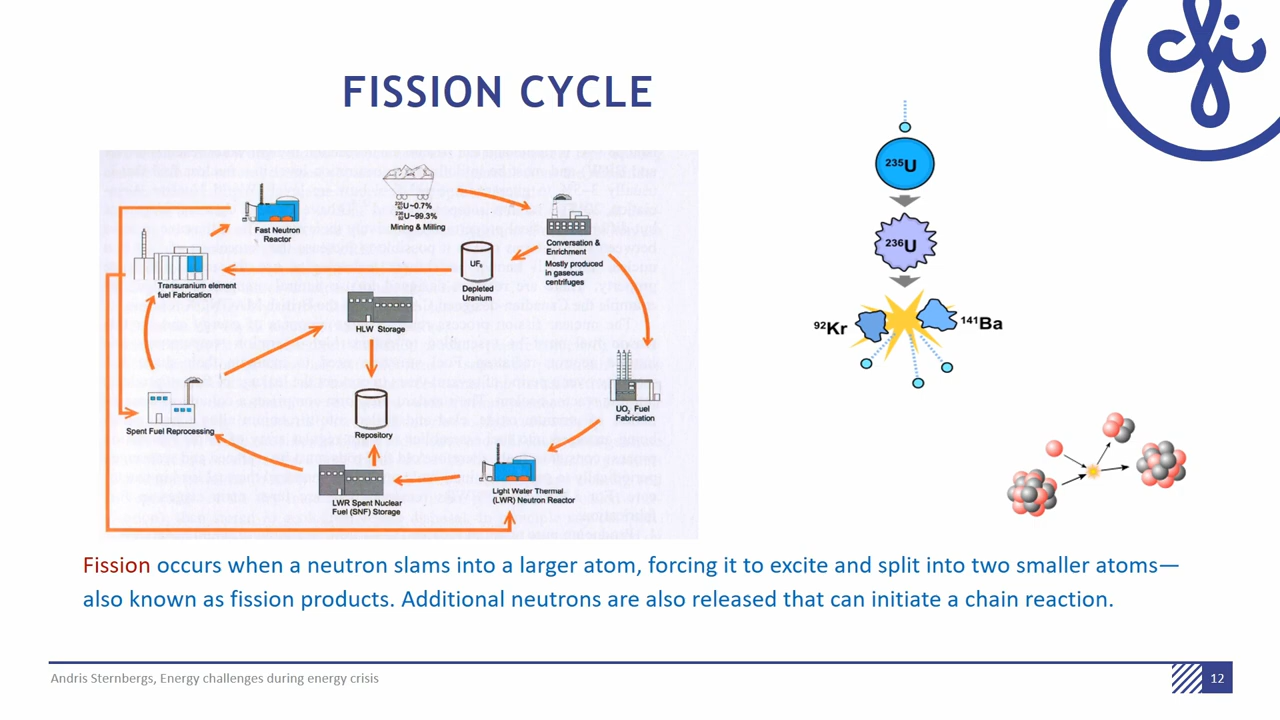 FISSION CYCLE
235U
236U
92Kr
141Ba
235
92U~0.7%
238
92U~99.3%
Mining & Milling
Conversation &
Enrichment
Mostly produced
in gaseous
centrifuges
UF6
Depleted
Uranium
Fast Neutron
Reactor
Transuranium element
fuel Fabrication
HLW Storage
UO2 Fuel
Fabrication
Repository
Spent Fuel Reprocessing
LWR Spent Nuclear
Fuel (SNF) Storage
Light Water Thermal
(LWR) Neutron Reactor
Fission occurs when a neutron slams into a larger atom, forcing it to excite and split into two smaller atoms—
also known as fission products. Additional neutrons are also released that can initiate a chain reaction.
Andris Sternbergs, Energy challenges during energy crisis
12